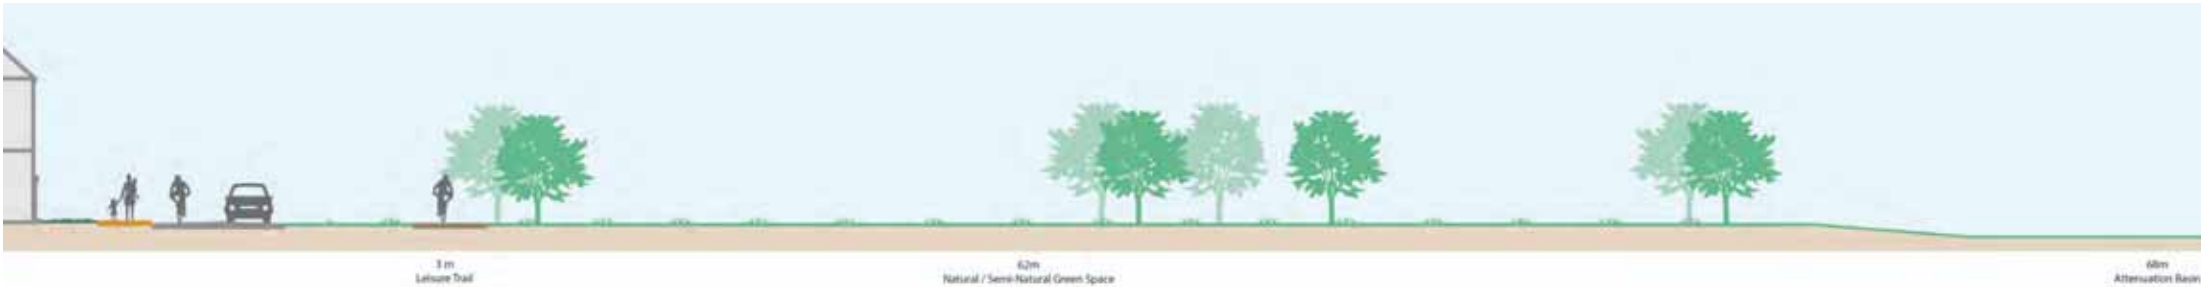 3 m
Leisure Trail
62m
Natural / Semi-Natural Green Space
68m
Attenuation Basin